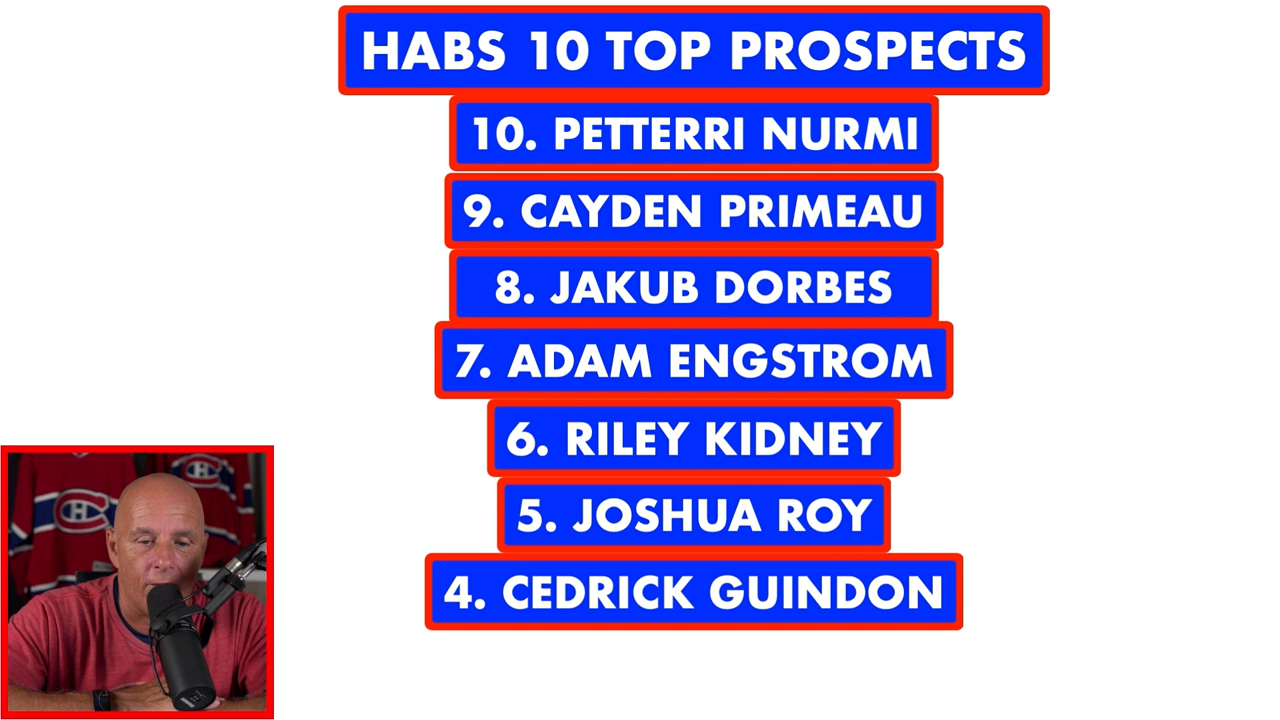 HABS 10 TOP PROSPECTS
10. PETTERRI NURMI
9. CAYDEN PRIMEAU
8. JAKUB DORBES
7. ADAM ENGSTROM
6. RILEY KIDNEY
5. JOSHUA ROY
4. CEDRICK GUINDON